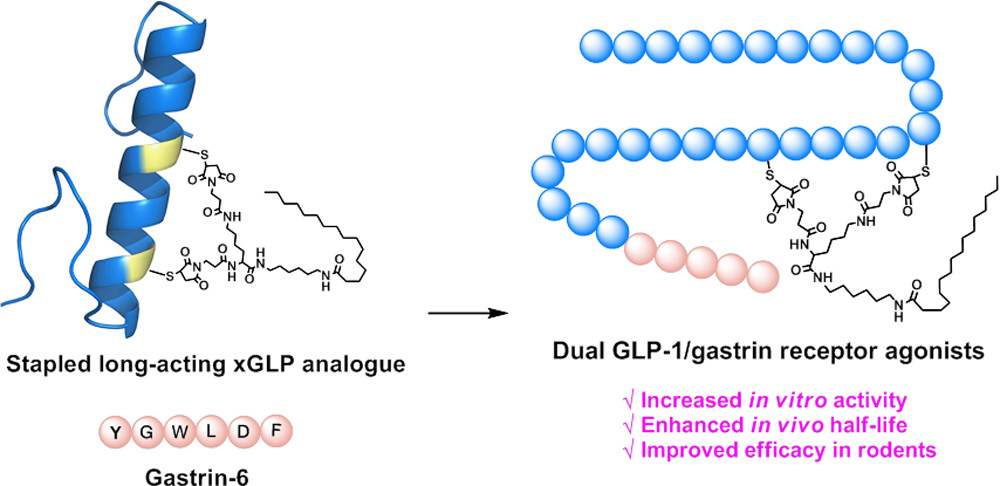 S
O
N
O
O
NH
O
S
O
N
O
O
N
H
O
H
N
N
H
O
Stapled long-acting xGLP analogue
Y G W L D F
Gastrin-6
S
O
N
O
O
HN
O
HN
N
H
O
NH
O
N
O
O
S
Dual GLP-1/gastrin receptor agonists
√ Increased in vitro activity
√ Enhanced in vivo half-life
√ Improved efficacy in rodents